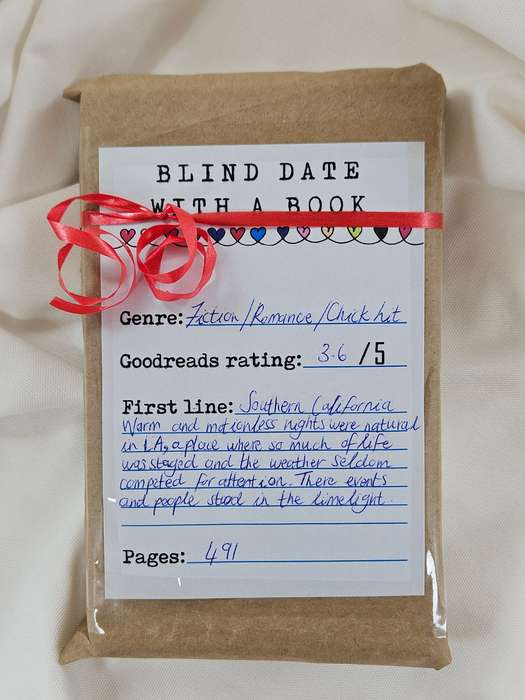 BLIND DATE
WITH A BOOK
Genre: Fiction/Romance/Chick Lit
Goodreads rating: 3.6 /5
First line: Southern California
Warm and motionless nights were natural
in LA, a place where so much of life
was staged and the weather seldom
competed for attention. There events
and people stood in the limelight.
Pages: 491